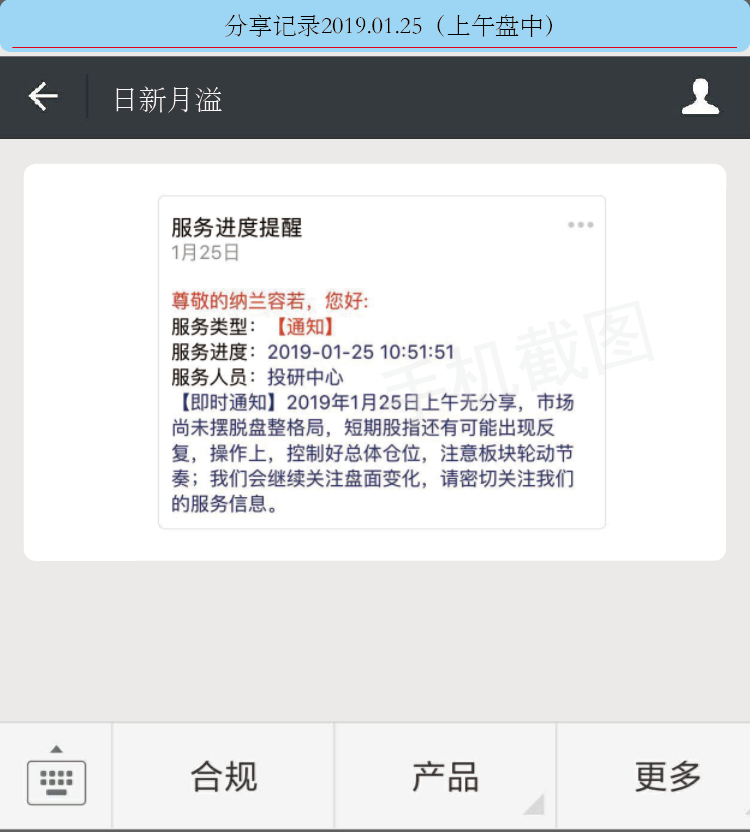 分享记录2019.01.25（上午盘中）
日新月溢
服务进度提醒
1月25日
尊敬的纳兰容若，您好:
服务类型：【通知】
服务进度：2019-01-25 10:51:51
服务人员：投研中心
【即时通知】2019年1月25日上午无分享，市场
尚未摆脱盘整格局，短期股指还有可能出现反
复，操作上，控制好总体仓位，注意板块轮动节
奏；我们会继续关注盘面变化，请密切关注我们
的服务信息。
手机截图
合规
产品
更多